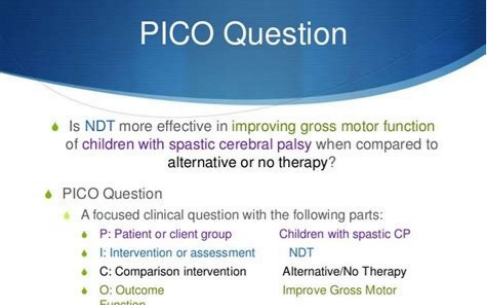 PICO Question
Is NDT more effective in improving gross motor function
of children with spastic cerebral palsy when compared to
alternative or no therapy?
PICO Question
A focused clinical question with the following parts:
P: Patient or client group Children with spastic CP
I: Intervention or assessment NDT
C: Comparison intervention Alternative/No Therapy
O: Outcome Improve Gross Motor
Function